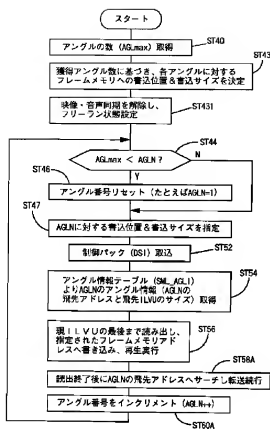 スタート
ST40
アングルの数 (AGLmax) 取得
ST43
獲得アングル数に基づき、各アングルに対する
フレームメモリへの書込位置&書込サイズを決定
ST431
映像・音声同期を解除し、
フリーラン状態設定
ST44
AGLmax < AGLN ?
N
Y
ST46
アングル番号リセット (たとえばAGLN=1)
ST47
AGLNに対する書込位置&書込サイズを指定
ST52
制御パック (DSI) 取込
ST54
アングル情報テーブル (SML_AGLI)
よりAGLNのアングル情報 (AGLNの
飛先アドレスと飛先ILVUのサイズ) 取得
ST56
現ILVUの最後まで読み出し、
指定されたフレームメモリアド
レスへ書き込み、再生実行
ST58A
読出終了後にAGLNの飛先アドレスへサーチし転送続行
アングル番号をインクリメント (AGLN++)
ST60A